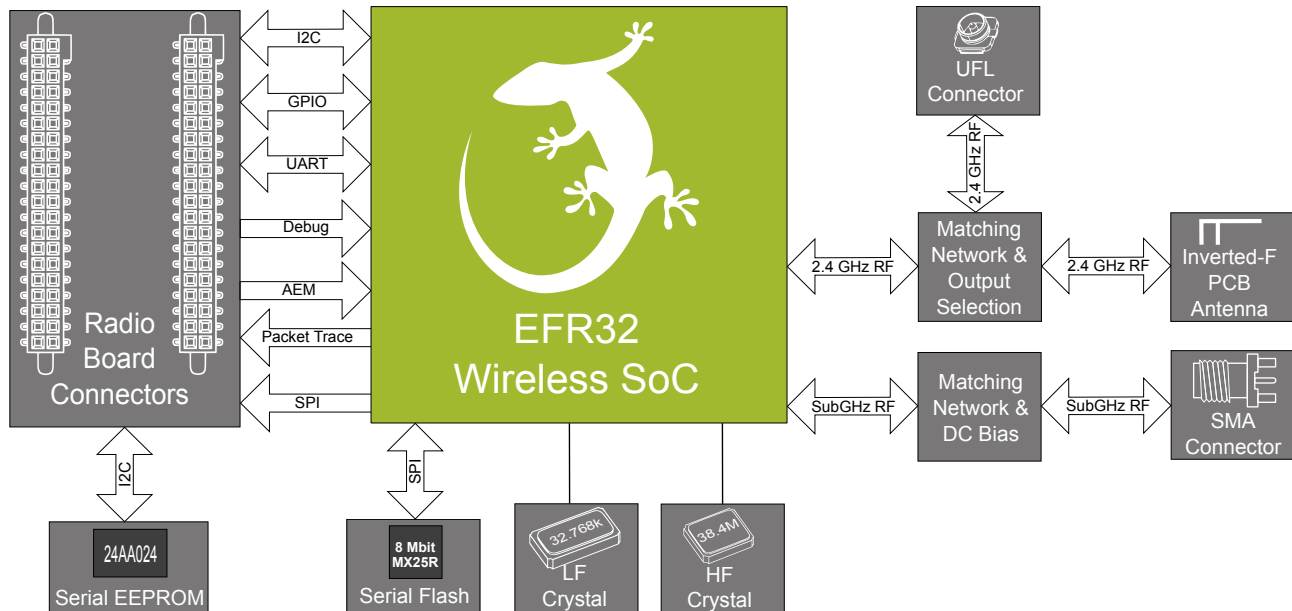 Radio
Board
Connectors
I2C
GPIO
UART
Debug
AEM
Packet Trace
SPI
EFR32
Wireless SoC
UFL
Connector
2.4 GHz RF
2.4 GHz RF
Matching
Network &
Output
Selection
2.4 GHz RF
Inverted-F
PCB
Antenna
SubGHz RF
Matching
Network &
DC Bias
SubGHz RF
SMA
Connector
I2C
24AA024
Serial EEPROM
SPI
8 Mbit
MX25R
Serial Flash
32.768k
LF
Crystal
38.4M
HF
Crystal